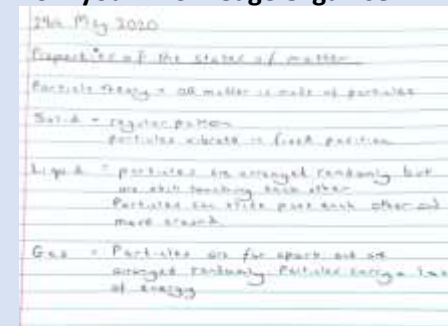 29th May 2020
Properties of the states of matter
Particle theory = all matter is made of particles
Solid = regular pattern
particles vibrate in fixed position
Liquid = particles are arranged randomly but
are still touching each other
Particles can slide past each other and
move around.
Gas = Particles are far apart and are
arranged randomly. Particles carry a lot
of energy